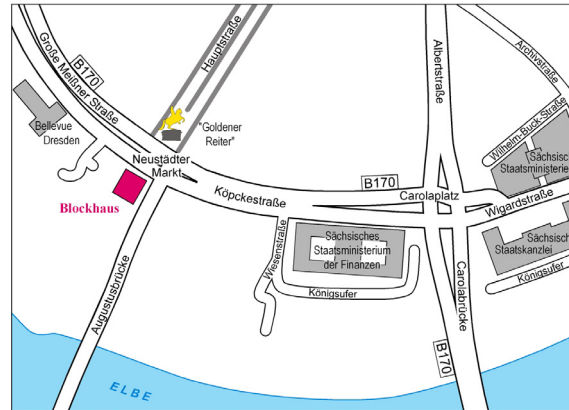 Große Meißner Straße
B170
Hauptstraße
Albertstraße
Archivstraße
Wilhelm-Buck-Straße
Bellevue
Dresden
"Goldener
Reiter"
Neustädter
Markt
Blockhaus
Köpckestraße
B170
Carolaplatz
Sächsische
Staatsministerie
Wigardstraße
Augustusbrücke
Wiesenstraße
Sächsisches
Staatsministerium
der Finanzen
Königsufer
Carolabrücke
Sächsisch
Staatskanzlei
Königsufer
B170
ELBE